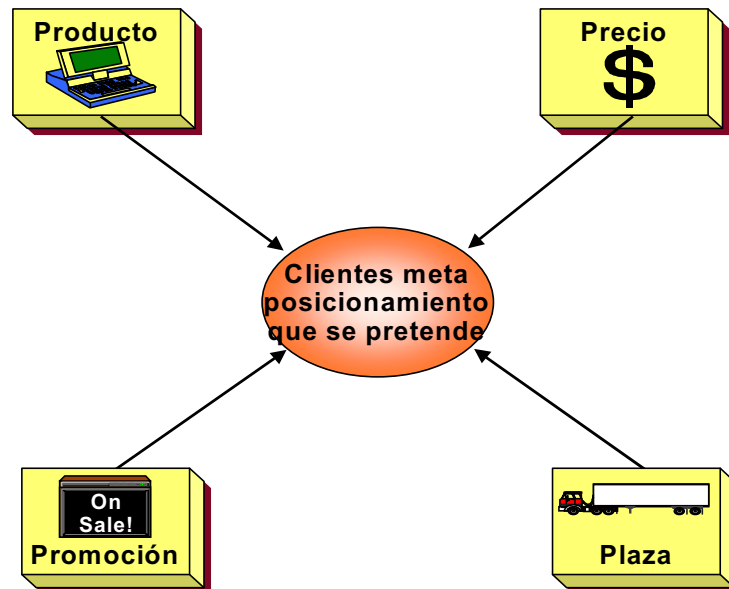 Producto
Precio
$
Clientes meta
posicionamiento
que se pretende
On
Sale!
Promoción
Plaza